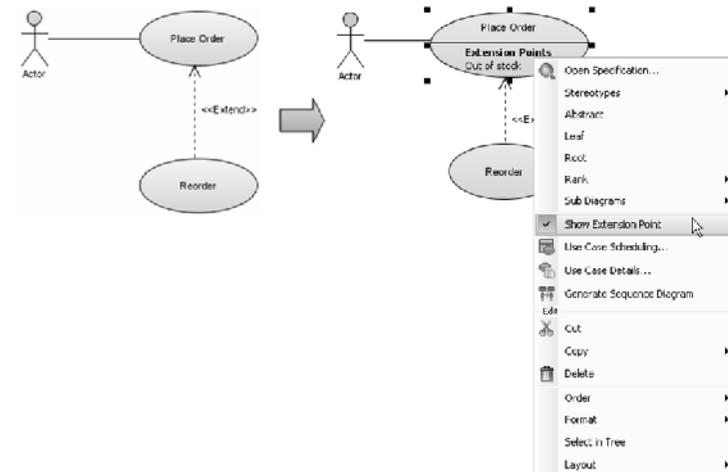 Place Order
Actor
<<Extend>>
Reorder
Place Order
Extension Points
Out of stock
Actor
<<E
Reorder
Open Specification...
Stereotypes
Abstract
Leaf
Root
Rank
Sub Diagrams
Show Extension Point
Use Case Scheduling...
Use Case Details...
Generate Sequence Diagram
Edit
Cut
Copy
Delete
Order
Format
Select in Tree
Layout